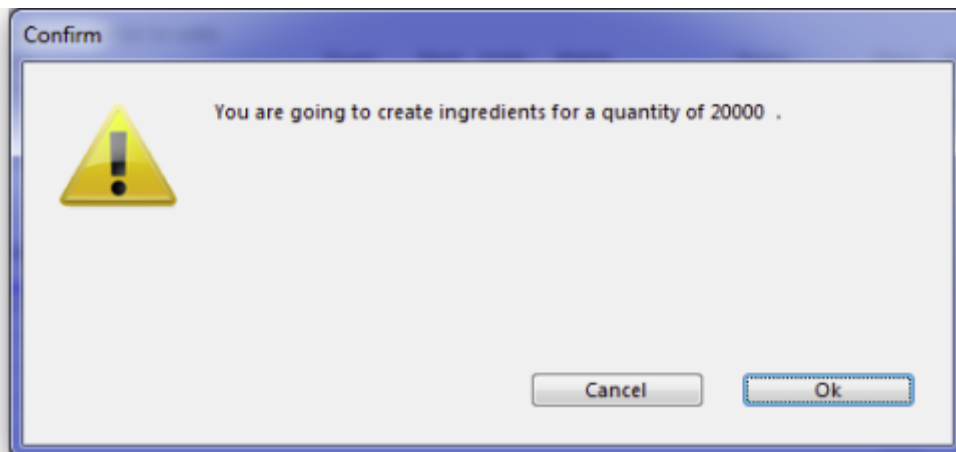 Confirm
You are going to create ingredients for a quantity of 20000  .
Cancel
Ok